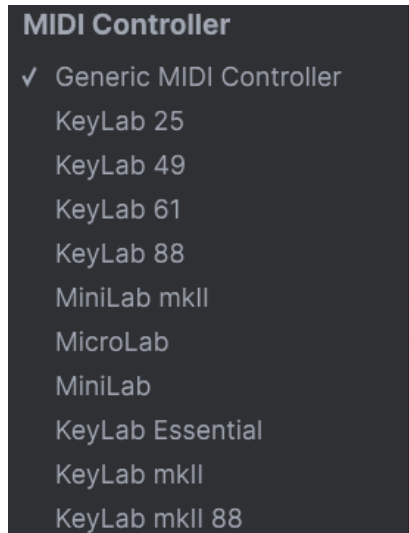 MIDI Controller
✓ Generic MIDI Controller
KeyLab 25
KeyLab 49
KeyLab 61
KeyLab 88
MiniLab mkII
MicroLab
MiniLab
KeyLab Essential
KeyLab mkII
KeyLab mkII 88